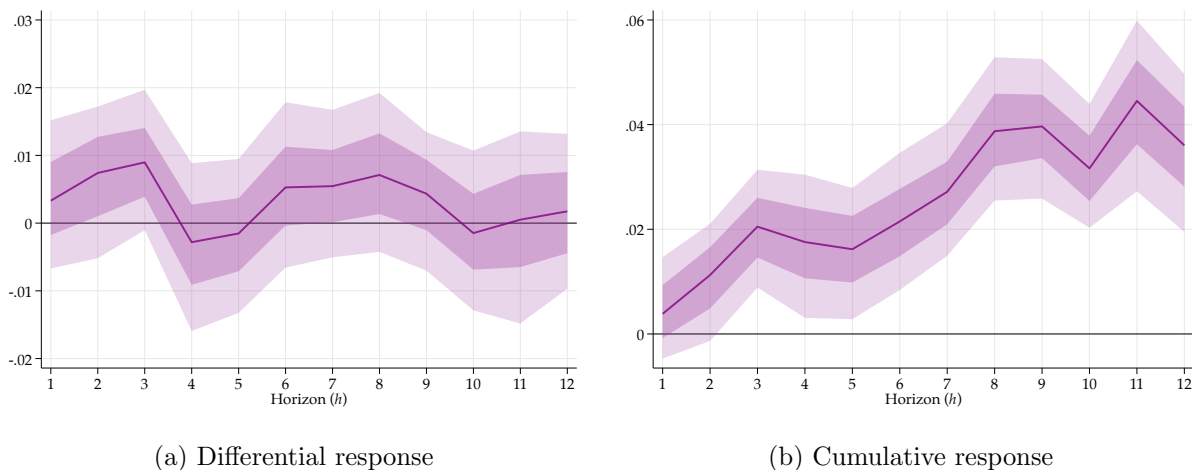 .03
.02
.01
0
-.01
-.02
1 2 3 4 5 6 7 8 9 10 11 12
Horizon (h)
(a) Differential response
.06
.04
.02
0
1 2 3 4 5 6 7 8 9 10 11 12
Horizon (h)
(b) Cumulative response